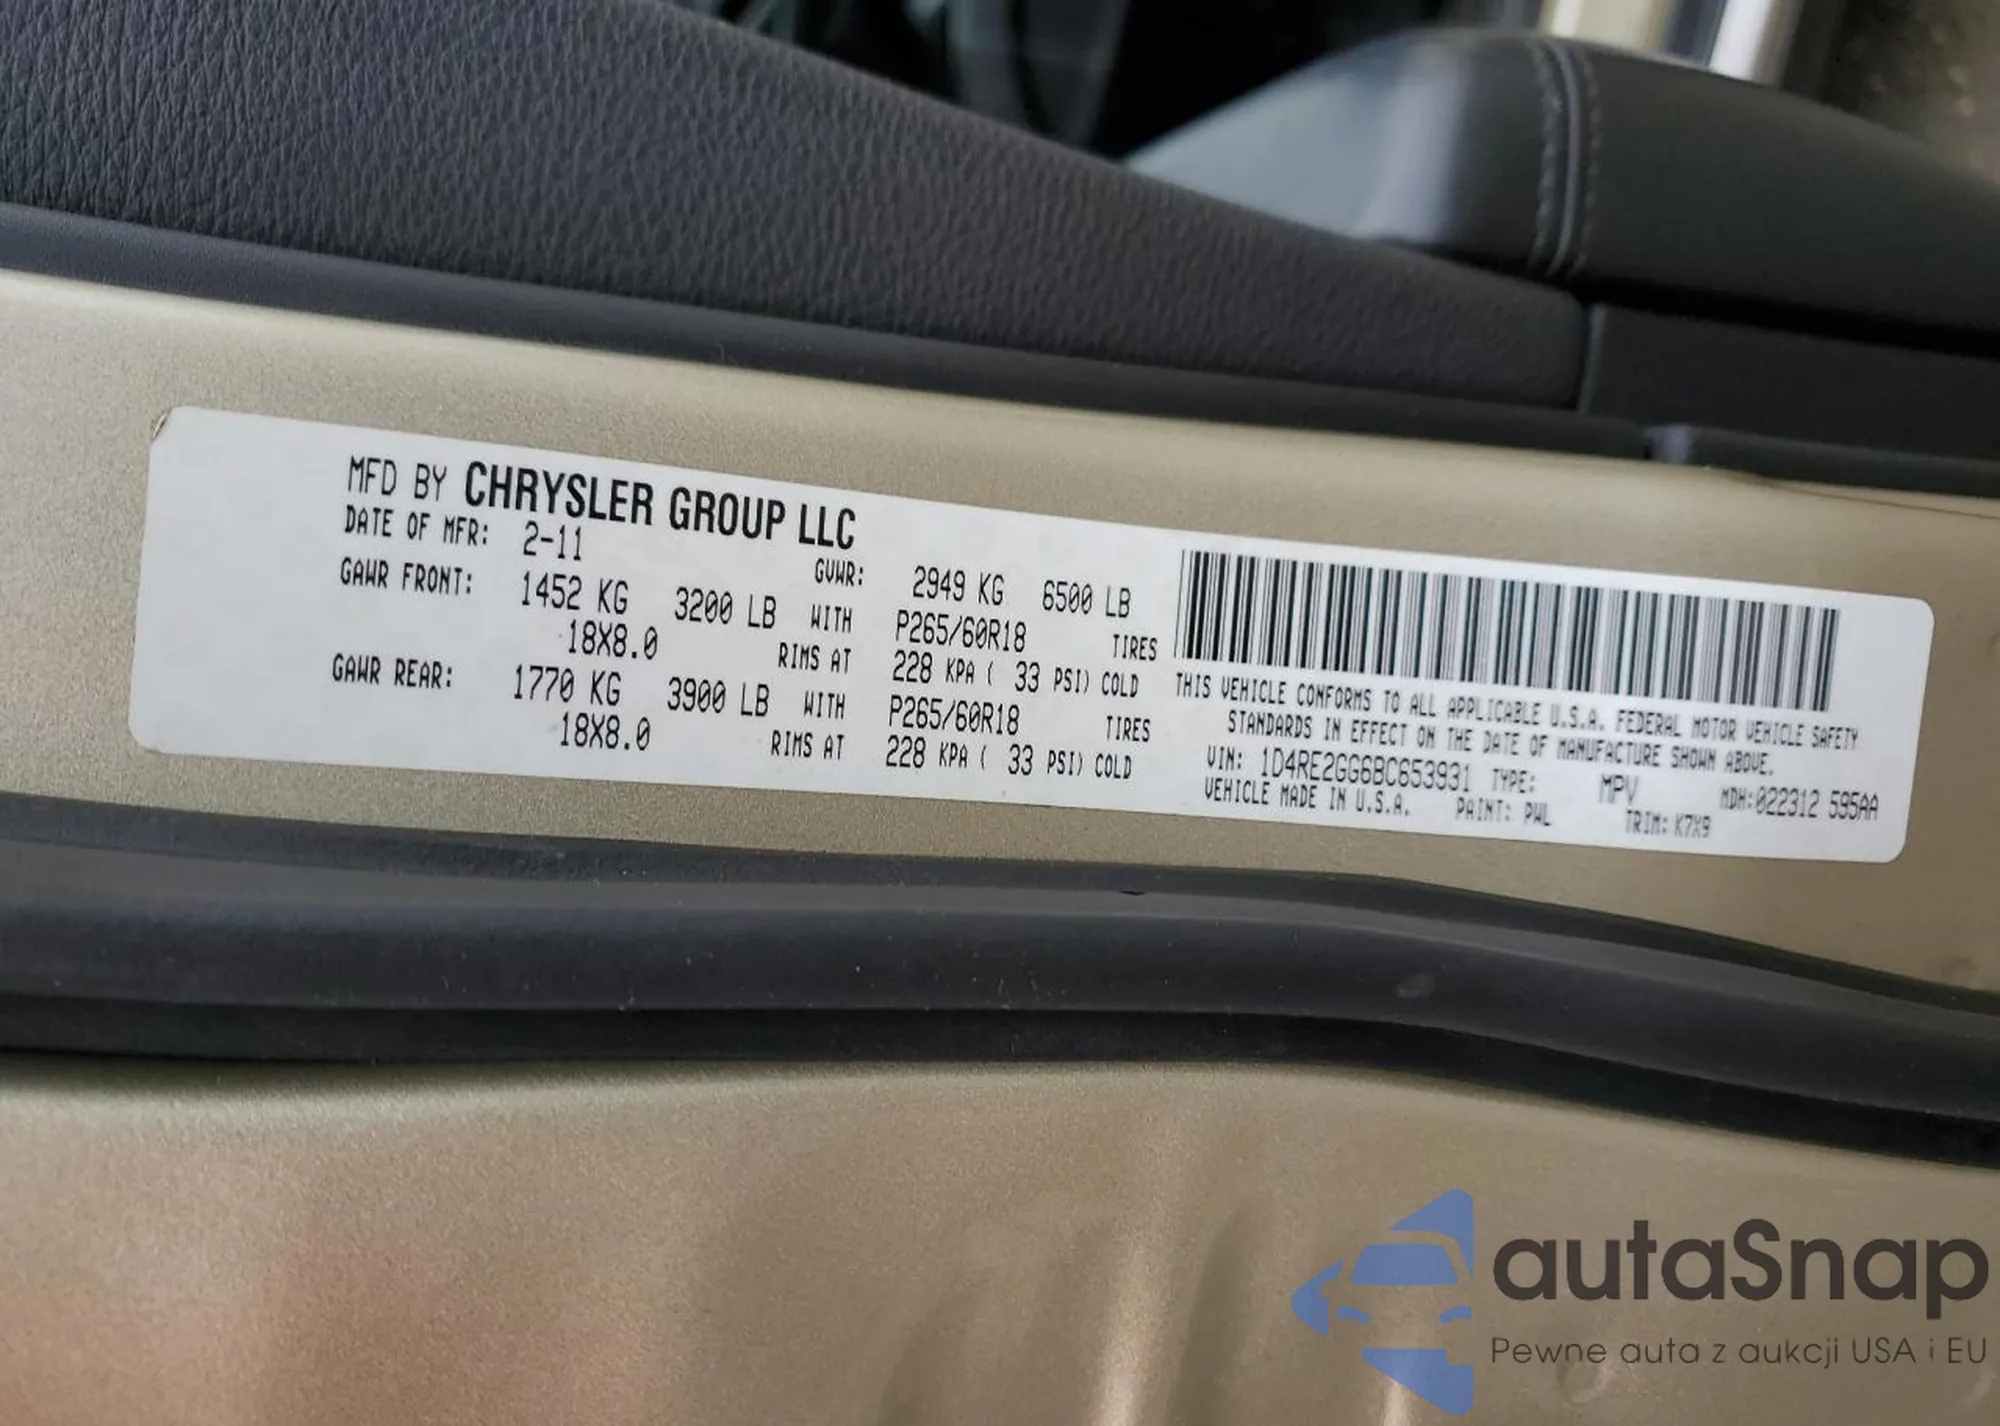 MFD BY CHRYSLER GROUP LLC
DATE OF MFR: 2-11 GVWR: 2949 KG 6500 LB
GAWR FRONT: 1452 KG 3200 LB WITH P265/60R18 TIRES
18X8.0 RIMS AT 228 KPA ( 33 PSI) COLD
GAWR REAR: 1770 KG 3900 LB WITH P265/60R18 TIRES
18X8.0 RIMS AT 228 KPA ( 33 PSI) COLD
THIS VEHICLE CONFORMS TO ALL APPLICABLE U.S.A. FEDERAL MOTOR VEHICLE SAFETY
STANDARDS IN EFFECT ON THE DATE OF MANUFACTURE SHOWN ABOVE.
VIN: 1D4RE2GG6BC653931 TYPE: MPV MDH:022312 595AA
VEHICLE MADE IN U.S.A. PAINT: PWL TRIM: K7X9
autaSnap
Pewne auta z aukcji USA i EU